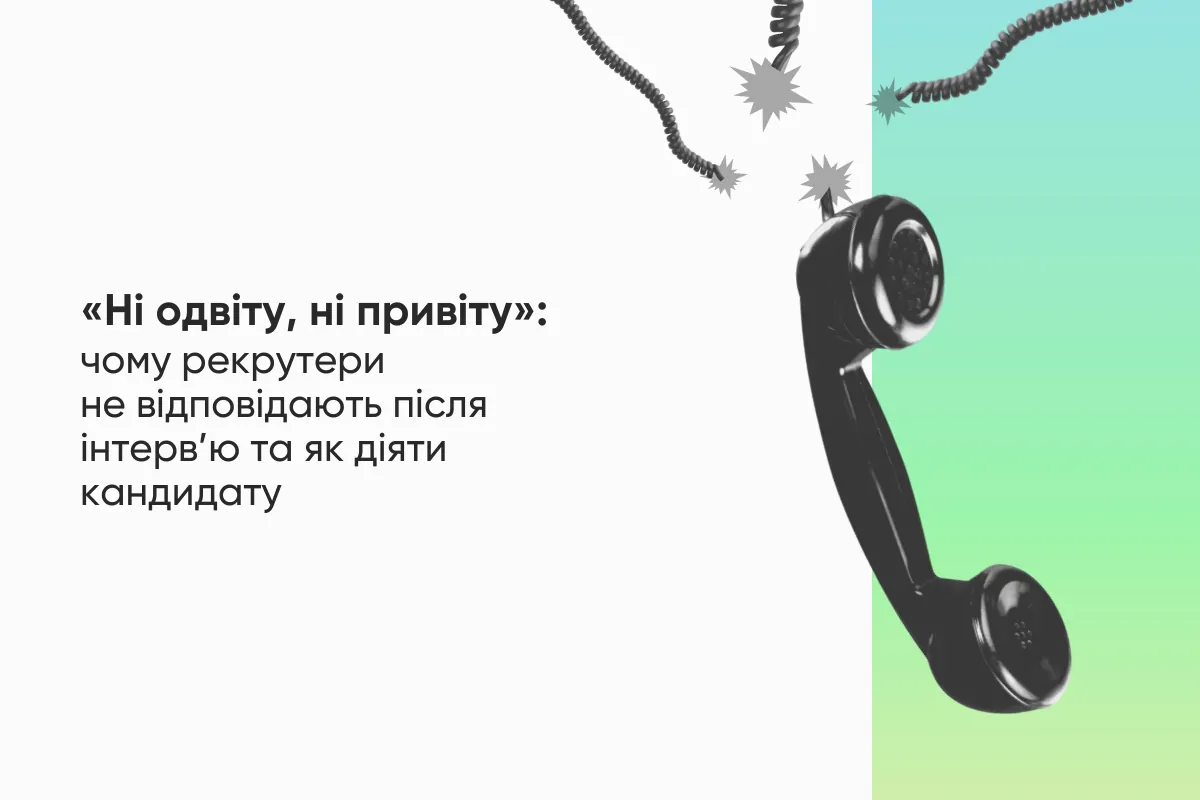 «Ні одвіту, ні привіту»:
чому рекрутери
не відповідають після
інтерв’ю та як діяти
кандидату